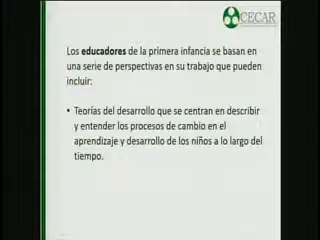 CECAR
Los educadores de la primera infancia se basan en
una serie de perspectivas en su trabajo que pueden
incluir:
• Teorías del desarrollo que se centran en describir
y entender los procesos de cambio en el
aprendizaje y desarrollo de los niños a lo largo del
tiempo.